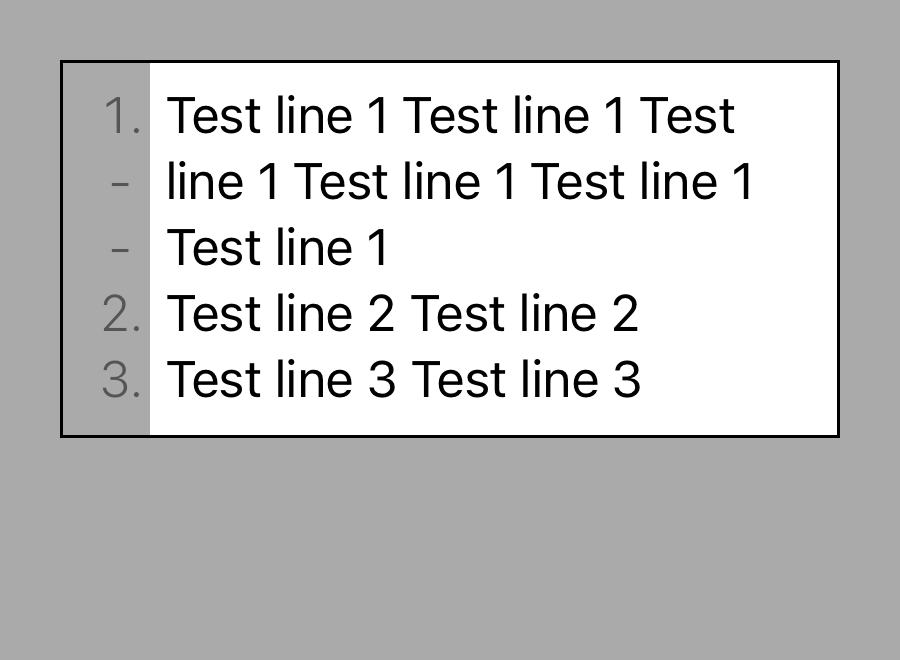 1. Test line 1 Test line 1 Test
- line 1 Test line 1 Test line 1
- Test line 1
2. Test line 2 Test line 2
3. Test line 3 Test line 3